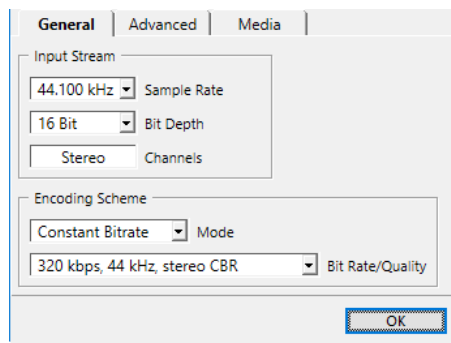 General Advanced Media
Input Stream
44.100 kHz Sample Rate
16 Bit Bit Depth
Stereo Channels
Encoding Scheme
Constant Bitrate Mode
320 kbps, 44 kHz, stereo CBR Bit Rate/Quality
OK